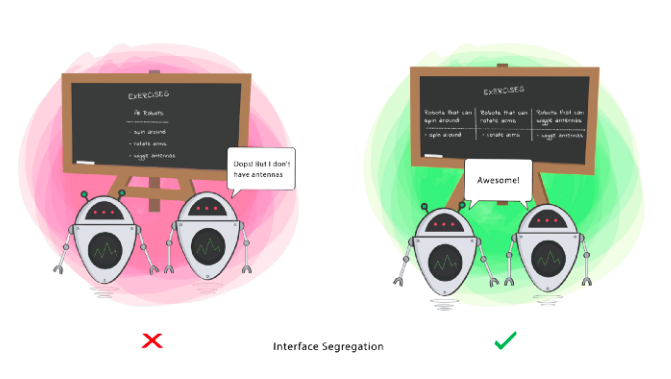 EXERCISES
All Robots
- spin around
- rotate arms
- wiggle antennas
Oops! But I don't
have antennas
EXERCISES
Robots that can spin around
Robots that can rotate arms
Robots that can wiggle antennas
- spin around
- rotate arms
- wiggle antennas
Awesome!
Interface Segregation